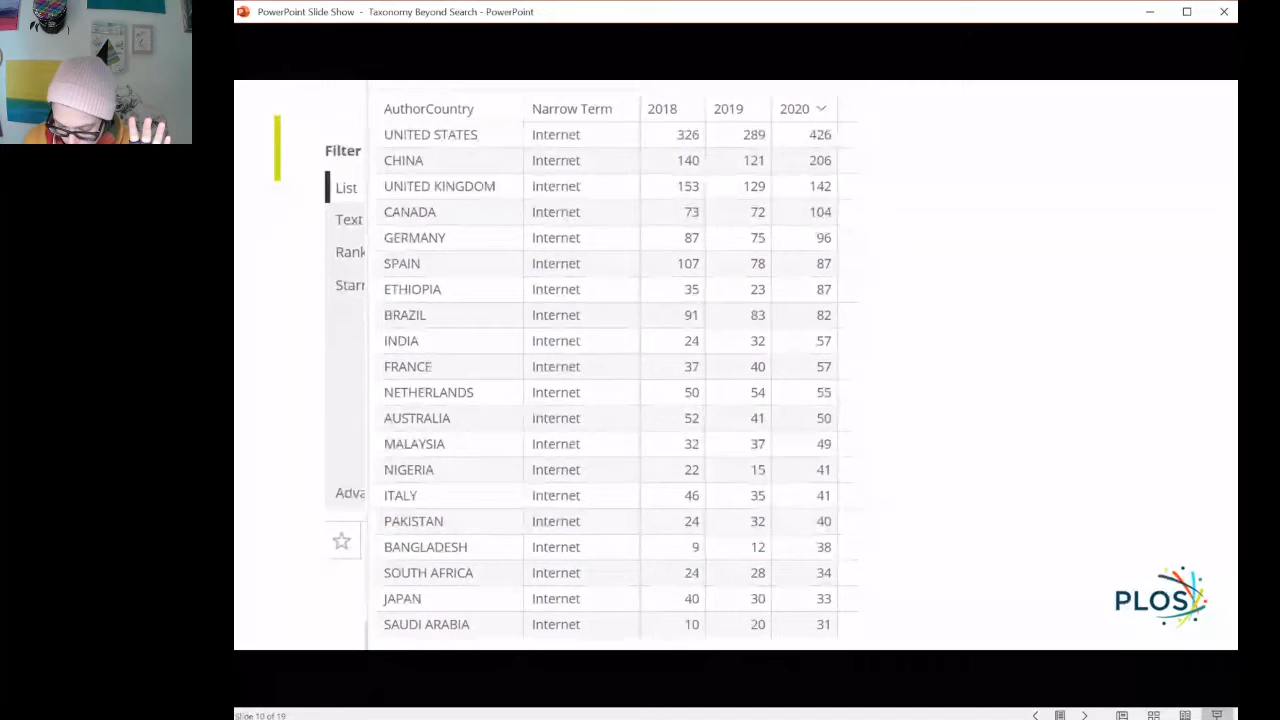 PowerPoint Slide Show - Taxonomy Beyond Search - PowerPoint
Filter
List
Text
Rank
Starr
Adva
AuthorCountry Narrow Term 2018 2019 2020
UNITED STATES Internet 326 289 426
CHINA Internet 140 121 206
UNITED KINGDOM Internet 153 129 142
CANADA Internet 73 72 104
GERMANY Internet 87 75 96
SPAIN Internet 107 78 87
ETHIOPIA Internet 35 23 87
BRAZIL Internet 91 83 82
INDIA Internet 24 32 57
FRANCE Internet 37 40 57
NETHERLANDS Internet 50 54 55
AUSTRALIA Internet 52 41 50
MALAYSIA Internet 32 37 49
NIGERIA Internet 22 15 41
ITALY Internet 46 35 41
PAKISTAN Internet 24 32 40
BANGLADESH Internet 9 12 38
SOUTH AFRICA Internet 24 28 34
JAPAN Internet 40 30 33
SAUDI ARABIA Internet 10 20 31
PLOS
Slide 10 of 19